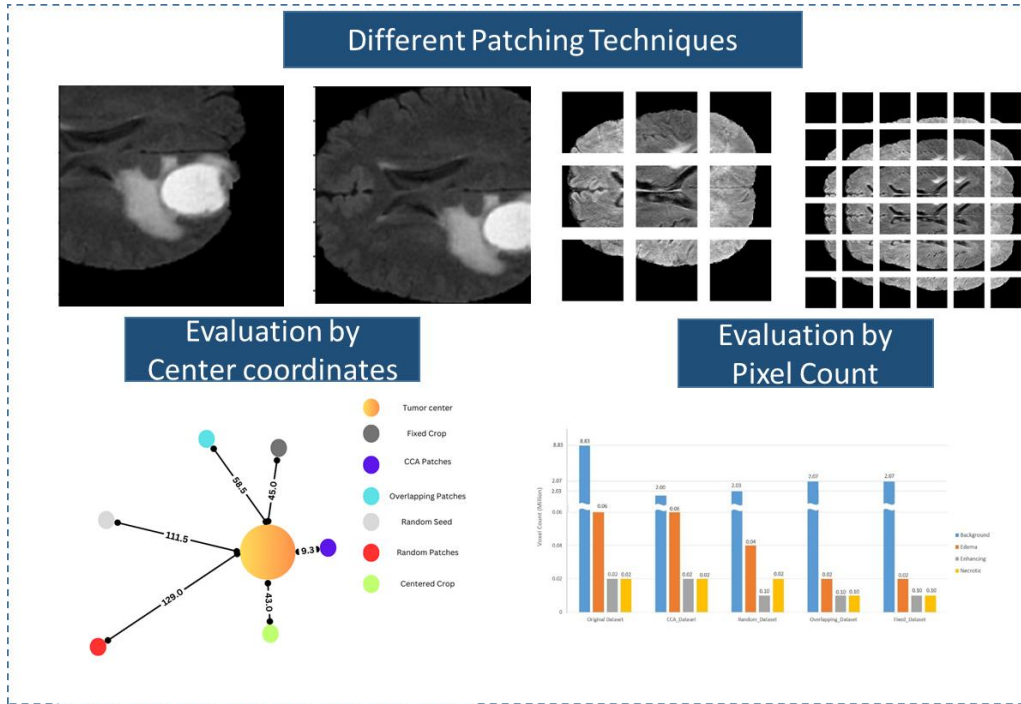 Different Patching Techniques
Evaluation by
Center coordinates
Evaluation by
Pixel Count
Tumor center
Fixed Crop
CCA Patches
Overlapping Patches
Random Seed
Random Patches
Centered Crop
58.5
45.0
111.5
9.3
129.0
43.0
Voxel Count (Million)
8.83
2.07
2.03
0.06
0.04
0.02
0
8.83
0.06
0.02
0.02
2.00
0.06
0.02
0.02
2.03
0.04
0.10
0.02
2.07
0.02
0.10
0.10
2.07
0.02
0.10
0.10
Original Dataset
CCA_Dataset
Random_Dataset
Overlapping_Dataset
Fixed_Dataset
Background
Edema
Enhancing
Necrotic